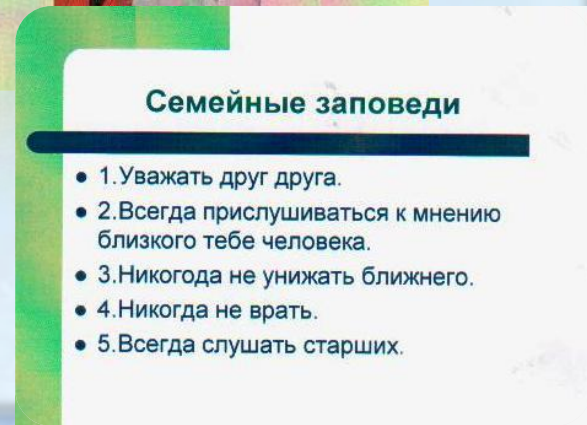 Семейные заповеди
• 1.Уважать друг друга.
• 2.Всегда прислушиваться к мнению
близкого тебе человека.
• 3.Никогода не унижать ближнего.
• 4.Никогда не врать.
• 5.Всегда слушать старших.